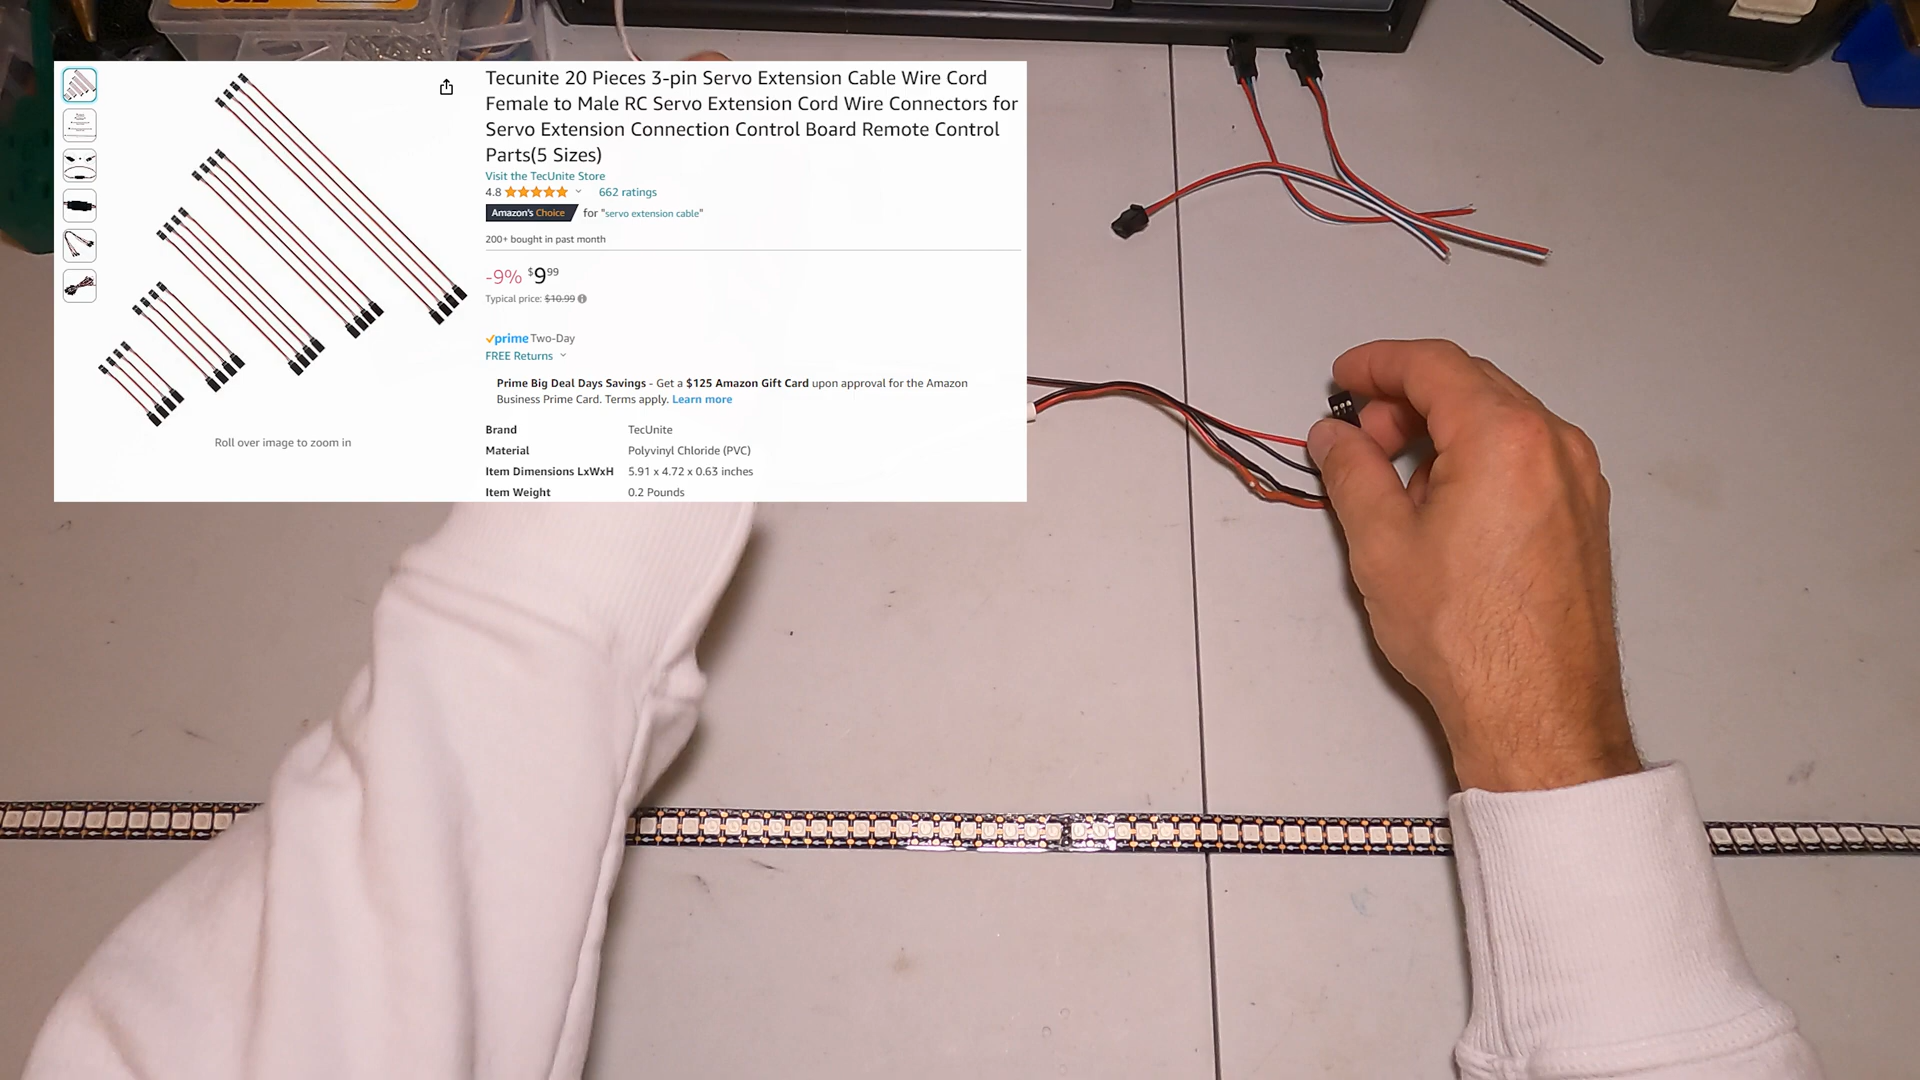 Tecunite 20 Pieces 3-pin Servo Extension Cable Wire Cord
Female to Male RC Servo Extension Cord Wire Connectors for
Servo Extension Connection Control Board Remote Control
Parts(5 Sizes)
Visit the TecUnite Store
4.8 662 ratings
Amazon's Choice for "servo extension cable"
200+ bought in past month
-9% $9 99
Typical price: $10.99
prime Two-Day
FREE Returns
Prime Big Deal Days Savings - Get a $125 Amazon Gift Card upon approval for the Amazon
Business Prime Card. Terms apply. Learn more
Brand TecUnite
Material Polyvinyl Chloride (PVC)
Item Dimensions LxWxH 5.91 x 4.72 x 0.63 inches
Item Weight 0.2 Pounds
Roll over image to zoom in